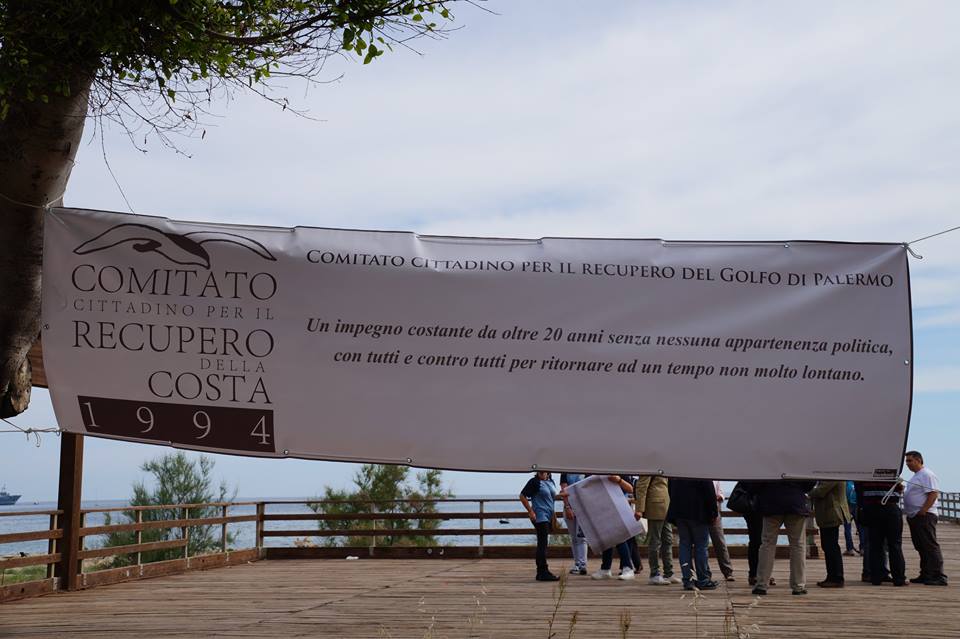 COMITATO
CITTADINO PER IL
RECUPERO
DELLA
COSTA
1994
COMITATO CITTADINO PER IL RECUPERO DEL GOLFO DI PALERMO
Un impegno costante da oltre 20 anni senza nessuna appartenenza politica,
con tutti e contro tutti per ritornare ad un tempo non molto lontano.